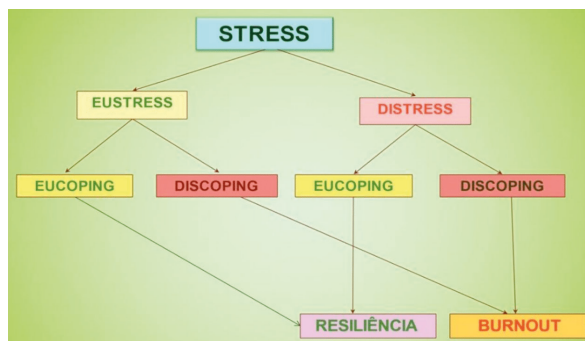 STRESS
EUSTRESS
DISTRESS
EUCOPING
DISCOPING
EUCOPING
DISCOPING
RESILIÊNCIA
BURNOUT